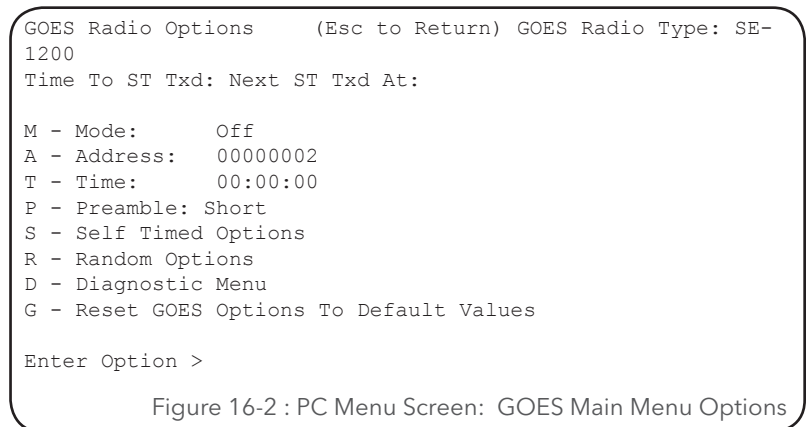 GOES Radio Options (Esc to Return) GOES Radio Type: SE-
1200
Time To ST Txd: Next ST Txd At:
M - Mode: Off
A - Address: 00000002
T - Time: 00:00:00
P - Preamble: Short
S - Self Timed Options
R - Random Options
D - Diagnostic Menu
G - Reset GOES Options To Default Values
Enter Option >
Figure 16-2 : PC Menu Screen: GOES Main Menu Options